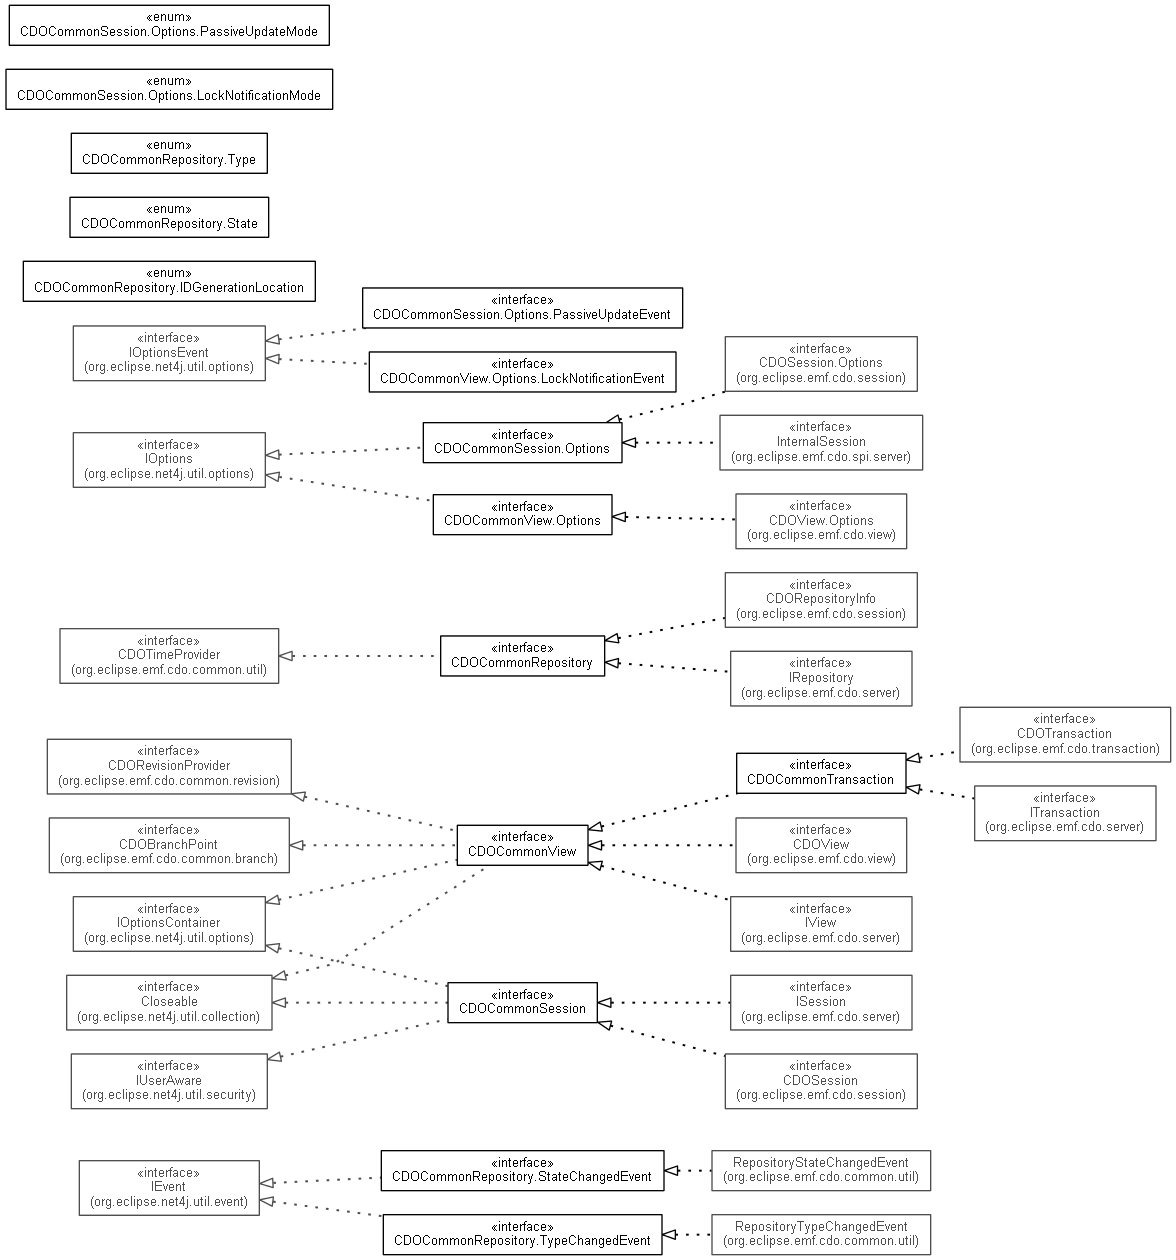 «enum»
CDOCommonSession.Options.PassiveUpdateMode
«enum»
CDOCommonSession.Options.LockNotificationMode
«enum»
CDOCommonRepository.Type
«enum»
CDOCommonRepository.State
«enum»
CDOCommonRepository.IDGenerationLocation
«interface»
IOptionsEvent
(org.eclipse.net4j.util.options)
«interface»
CDOCommonSession.Options.PassiveUpdateEvent
«interface»
CDOCommonView.Options.LockNotificationEvent
«interface»
CDOSession.Options
(org.eclipse.emf.cdo.session)
«interface»
IOptions
(org.eclipse.net4j.util.options)
«interface»
CDOCommonSession.Options
«interface»
InternalSession
(org.eclipse.emf.cdo.spi.server)
«interface»
CDOCommonView.Options
«interface»
CDOView.Options
(org.eclipse.emf.cdo.view)
«interface»
CDORepositoryInfo
(org.eclipse.emf.cdo.session)
«interface»
CDOTimeProvider
(org.eclipse.emf.cdo.common.util)
«interface»
CDOCommonRepository
«interface»
IRepository
(org.eclipse.emf.cdo.server)
«interface»
CDOTransaction
(org.eclipse.emf.cdo.transaction)
«interface»
CDORevisionProvider
(org.eclipse.emf.cdo.common.revision)
«interface»
CDOCommonTransaction
«interface»
ITransaction
(org.eclipse.emf.cdo.server)
«interface»
CDOBranchPoint
(org.eclipse.emf.cdo.common.branch)
«interface»
CDOCommonView
«interface»
CDOView
(org.eclipse.emf.cdo.view)
«interface»
IOptionsContainer
(org.eclipse.net4j.util.options)
«interface»
IView
(org.eclipse.emf.cdo.server)
«interface»
Closeable
(org.eclipse.net4j.util.collection)
«interface»
CDOCommonSession
«interface»
ISession
(org.eclipse.emf.cdo.server)
«interface»
IUserAware
(org.eclipse.net4j.util.security)
«interface»
CDOSession
(org.eclipse.emf.cdo.session)
«interface»
IEvent
(org.eclipse.net4j.util.event)
«interface»
CDOCommonRepository.StateChangedEvent
RepositoryStateChangedEvent
(org.eclipse.emf.cdo.common.util)
«interface»
CDOCommonRepository.TypeChangedEvent
RepositoryTypeChangedEvent
(org.eclipse.emf.cdo.common.util)